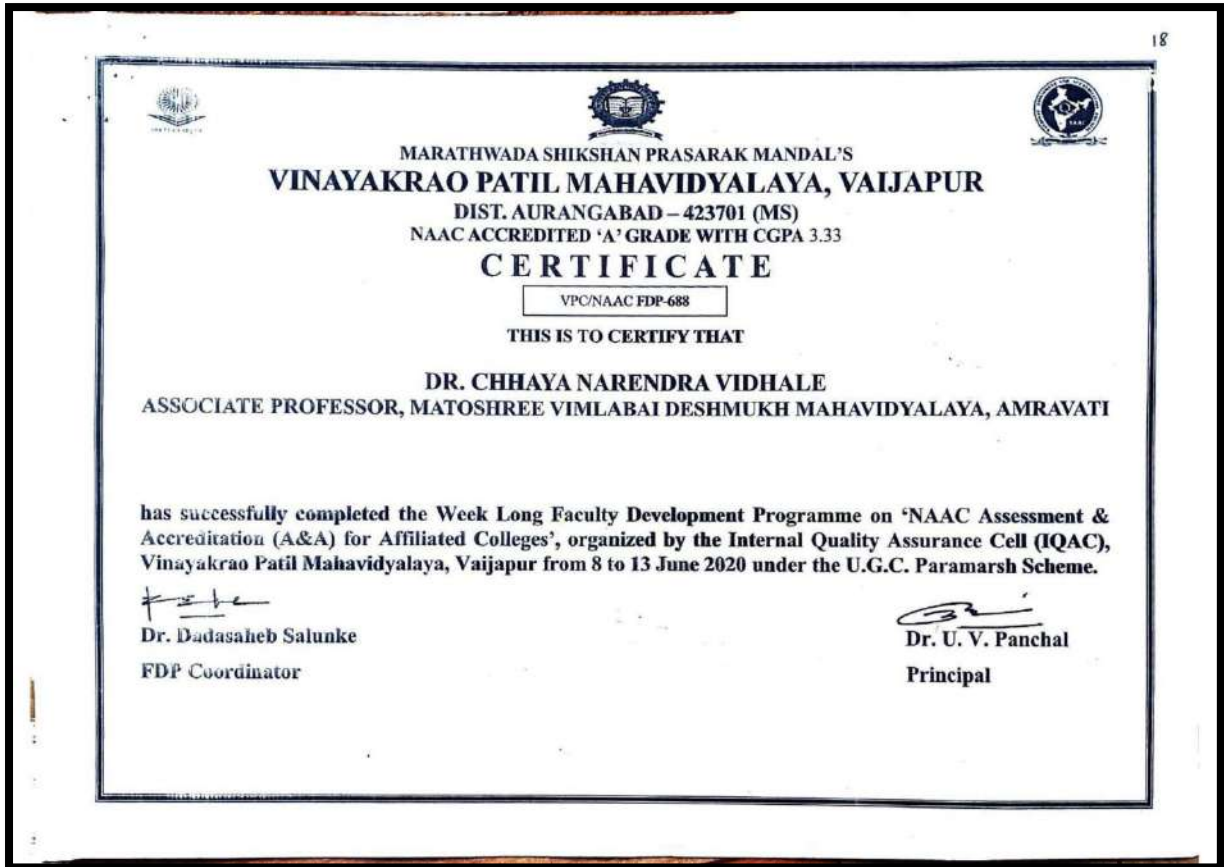 18
MARATHWADA SHIKSHAN PRASARAK MANDAL'S
VINAYAKRAO PATIL MAHAVIDYALAYA, VAIJAPUR
DIST. AURANGABAD – 423701 (MS)
NAAC ACCREDITED 'A' GRADE WITH CGPA 3.33
CERTIFICATE
VPC/NAAC FDP-688
THIS IS TO CERTIFY THAT
DR. CHHAYA NARENDRA VIDHALE
ASSOCIATE PROFESSOR, MATOSHREE VIMLABAI DESHMUKH MAHAVIDYALAYA, AMRAVATI
has successfully completed the Week Long Faculty Development Programme on 'NAAC Assessment &
Accreditation (A&A) for Affiliated Colleges', organized by the Internal Quality Assurance Cell (IQAC),
Vinayakrao Patil Mahavidyalaya, Vaijapur from 8 to 13 June 2020 under the U.G.C. Paramarsh Scheme.
Dr. Dadasaheb Salunke
FDP Coordinator
Dr. U. V. Panchal
Principal